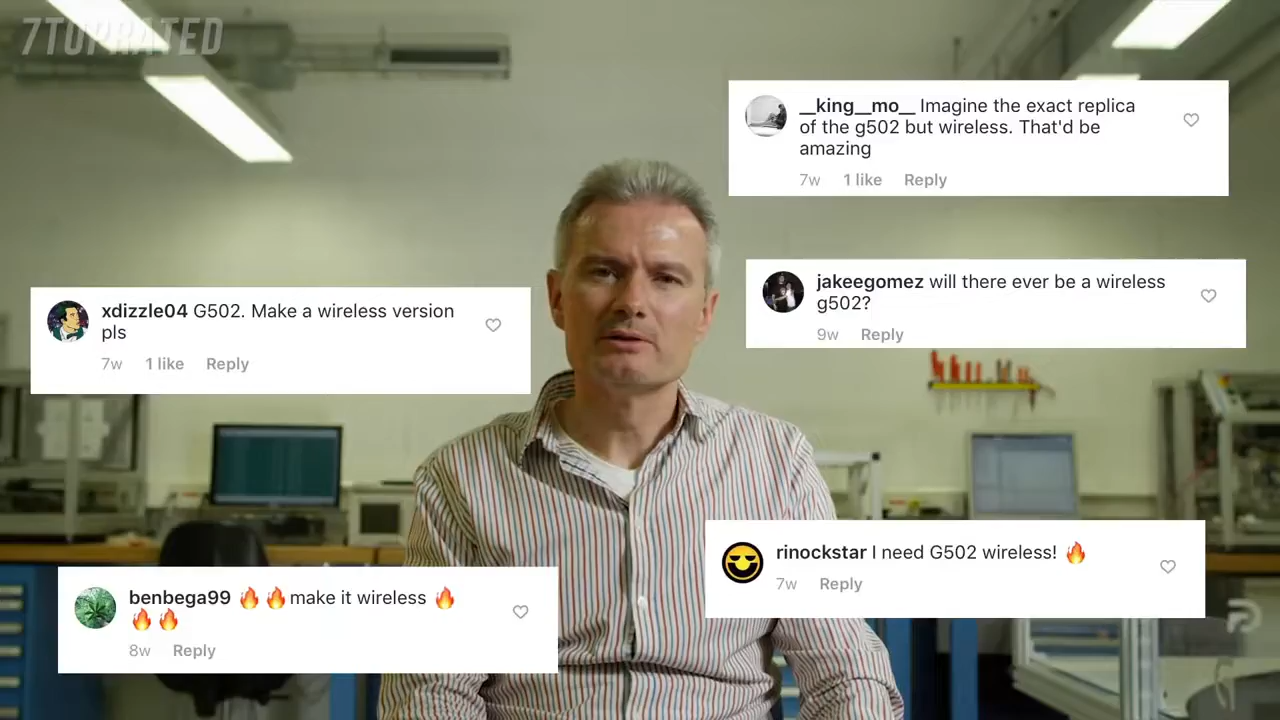 7TOPRATED
__king__mo__ Imagine the exact replica
of the g502 but wireless. That'd be
amazing
7w 1 like Reply
jakeegomez will there ever be a wireless
g502?
9w Reply
xdizzle04 G502. Make a wireless version
pls
7w 1 like Reply
rinockstar I need G502 wireless! 🔥
7w Reply
benbega99 🔥🔥make it wireless 🔥
🔥🔥
8w Reply